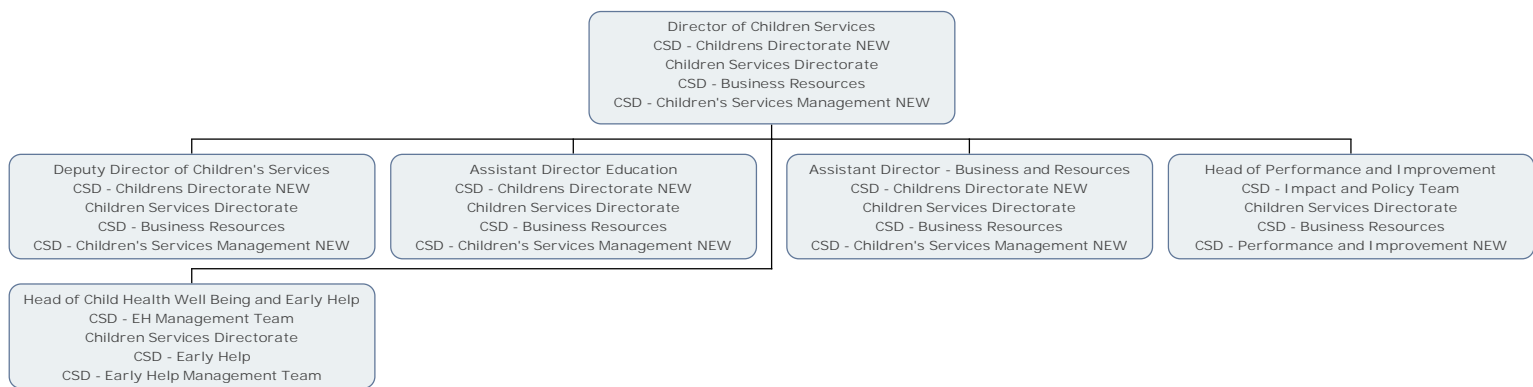 Director of Children Services
CSD - Childrens Directorate NEW
Children Services Directorate
CSD - Business Resources
CSD - Children's Services Management NEW
Deputy Director of Children's Services
CSD - Childrens Directorate NEW
Children Services Directorate
CSD - Business Resources
CSD - Children's Services Management NEW
Assistant Director Education
CSD - Childrens Directorate NEW
Children Services Directorate
CSD - Business Resources
CSD - Children's Services Management NEW
Assistant Director - Business and Resources
CSD - Childrens Directorate NEW
Children Services Directorate
CSD - Business Resources
CSD - Children's Services Management NEW
Head of Performance and Improvement
CSD - Impact and Policy Team
Children Services Directorate
CSD - Business Resources
CSD - Performance and Improvement NEW
Head of Child Health Well Being and Early Help
CSD - EH Management Team
Children Services Directorate
CSD - Early Help
CSD - Early Help Management Team